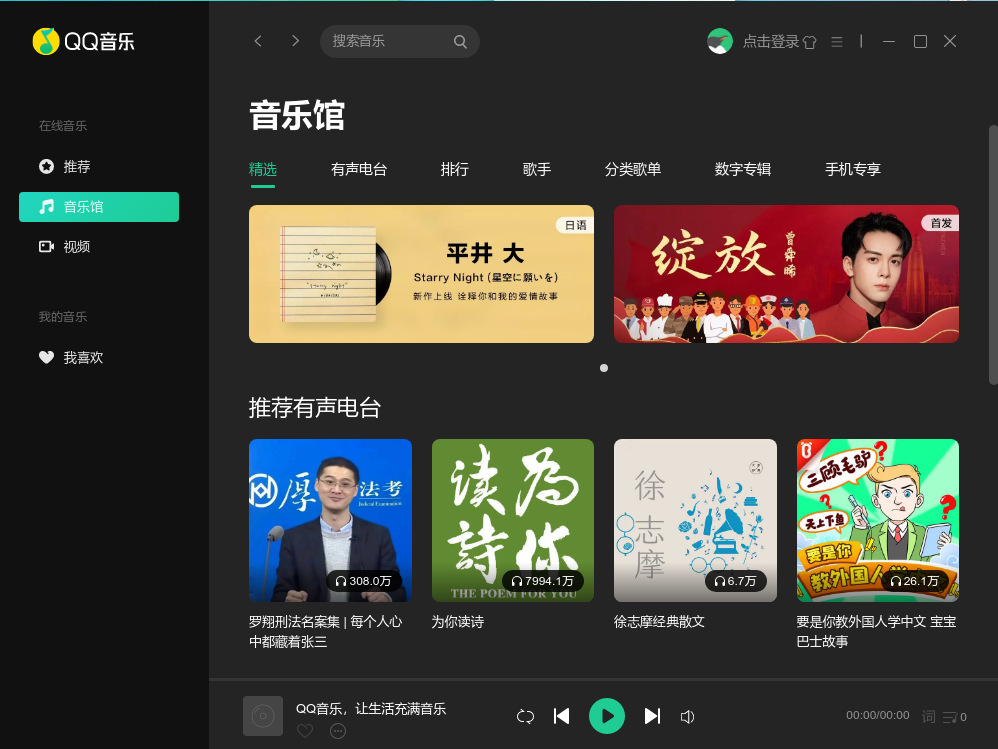 QQ音乐
搜索音乐
点击登录
在线音乐
推荐
音乐馆
视频
我的音乐
我喜欢
音乐馆
精选 有声电台 排行 歌手 分类歌单 数字专辑 手机专享
日语
平井 大
Starry Night (星空に願いを)
新作上线 诠释你和我的爱情故事
"starry night"
首发
绽放
曾舜晞
推荐有声电台
厚 法考
Judicial Examination
308.0万
读为
詩你
THE POEM FOR YOU
7994.1万
徐志摩
6.7万
三顾毛驴
天上下鱼
要是你
教外国人学中文
26.1万
罗翔刑法名案集 | 每个人心
中都藏着张三
为你读诗
徐志摩经典散文
要是你教外国人学中文 宝宝
巴士故事
QQ音乐，让生活充满音乐
00:00/00:00
词
0